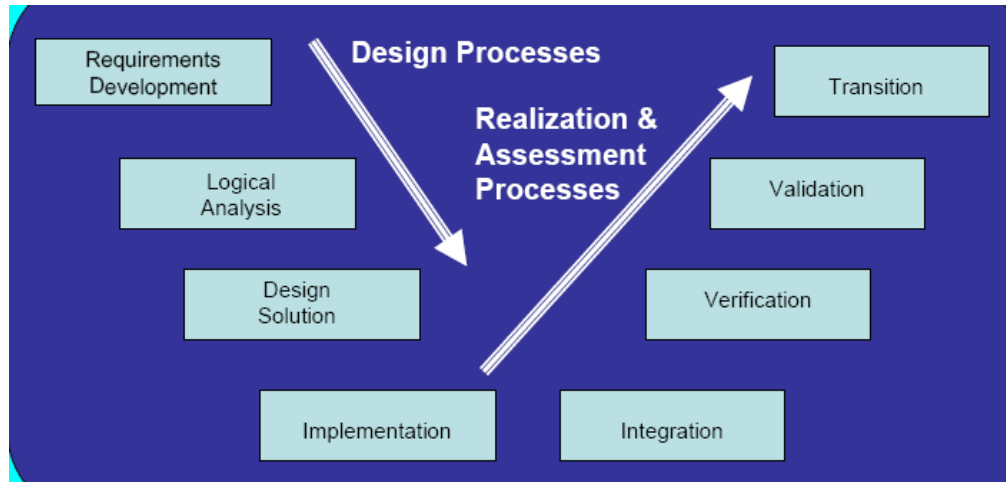 Requirements
Development
Design Processes
Realization &
Assessment
Processes
Transition
Logical
Analysis
Validation
Design
Solution
Verification
Implementation
Integration